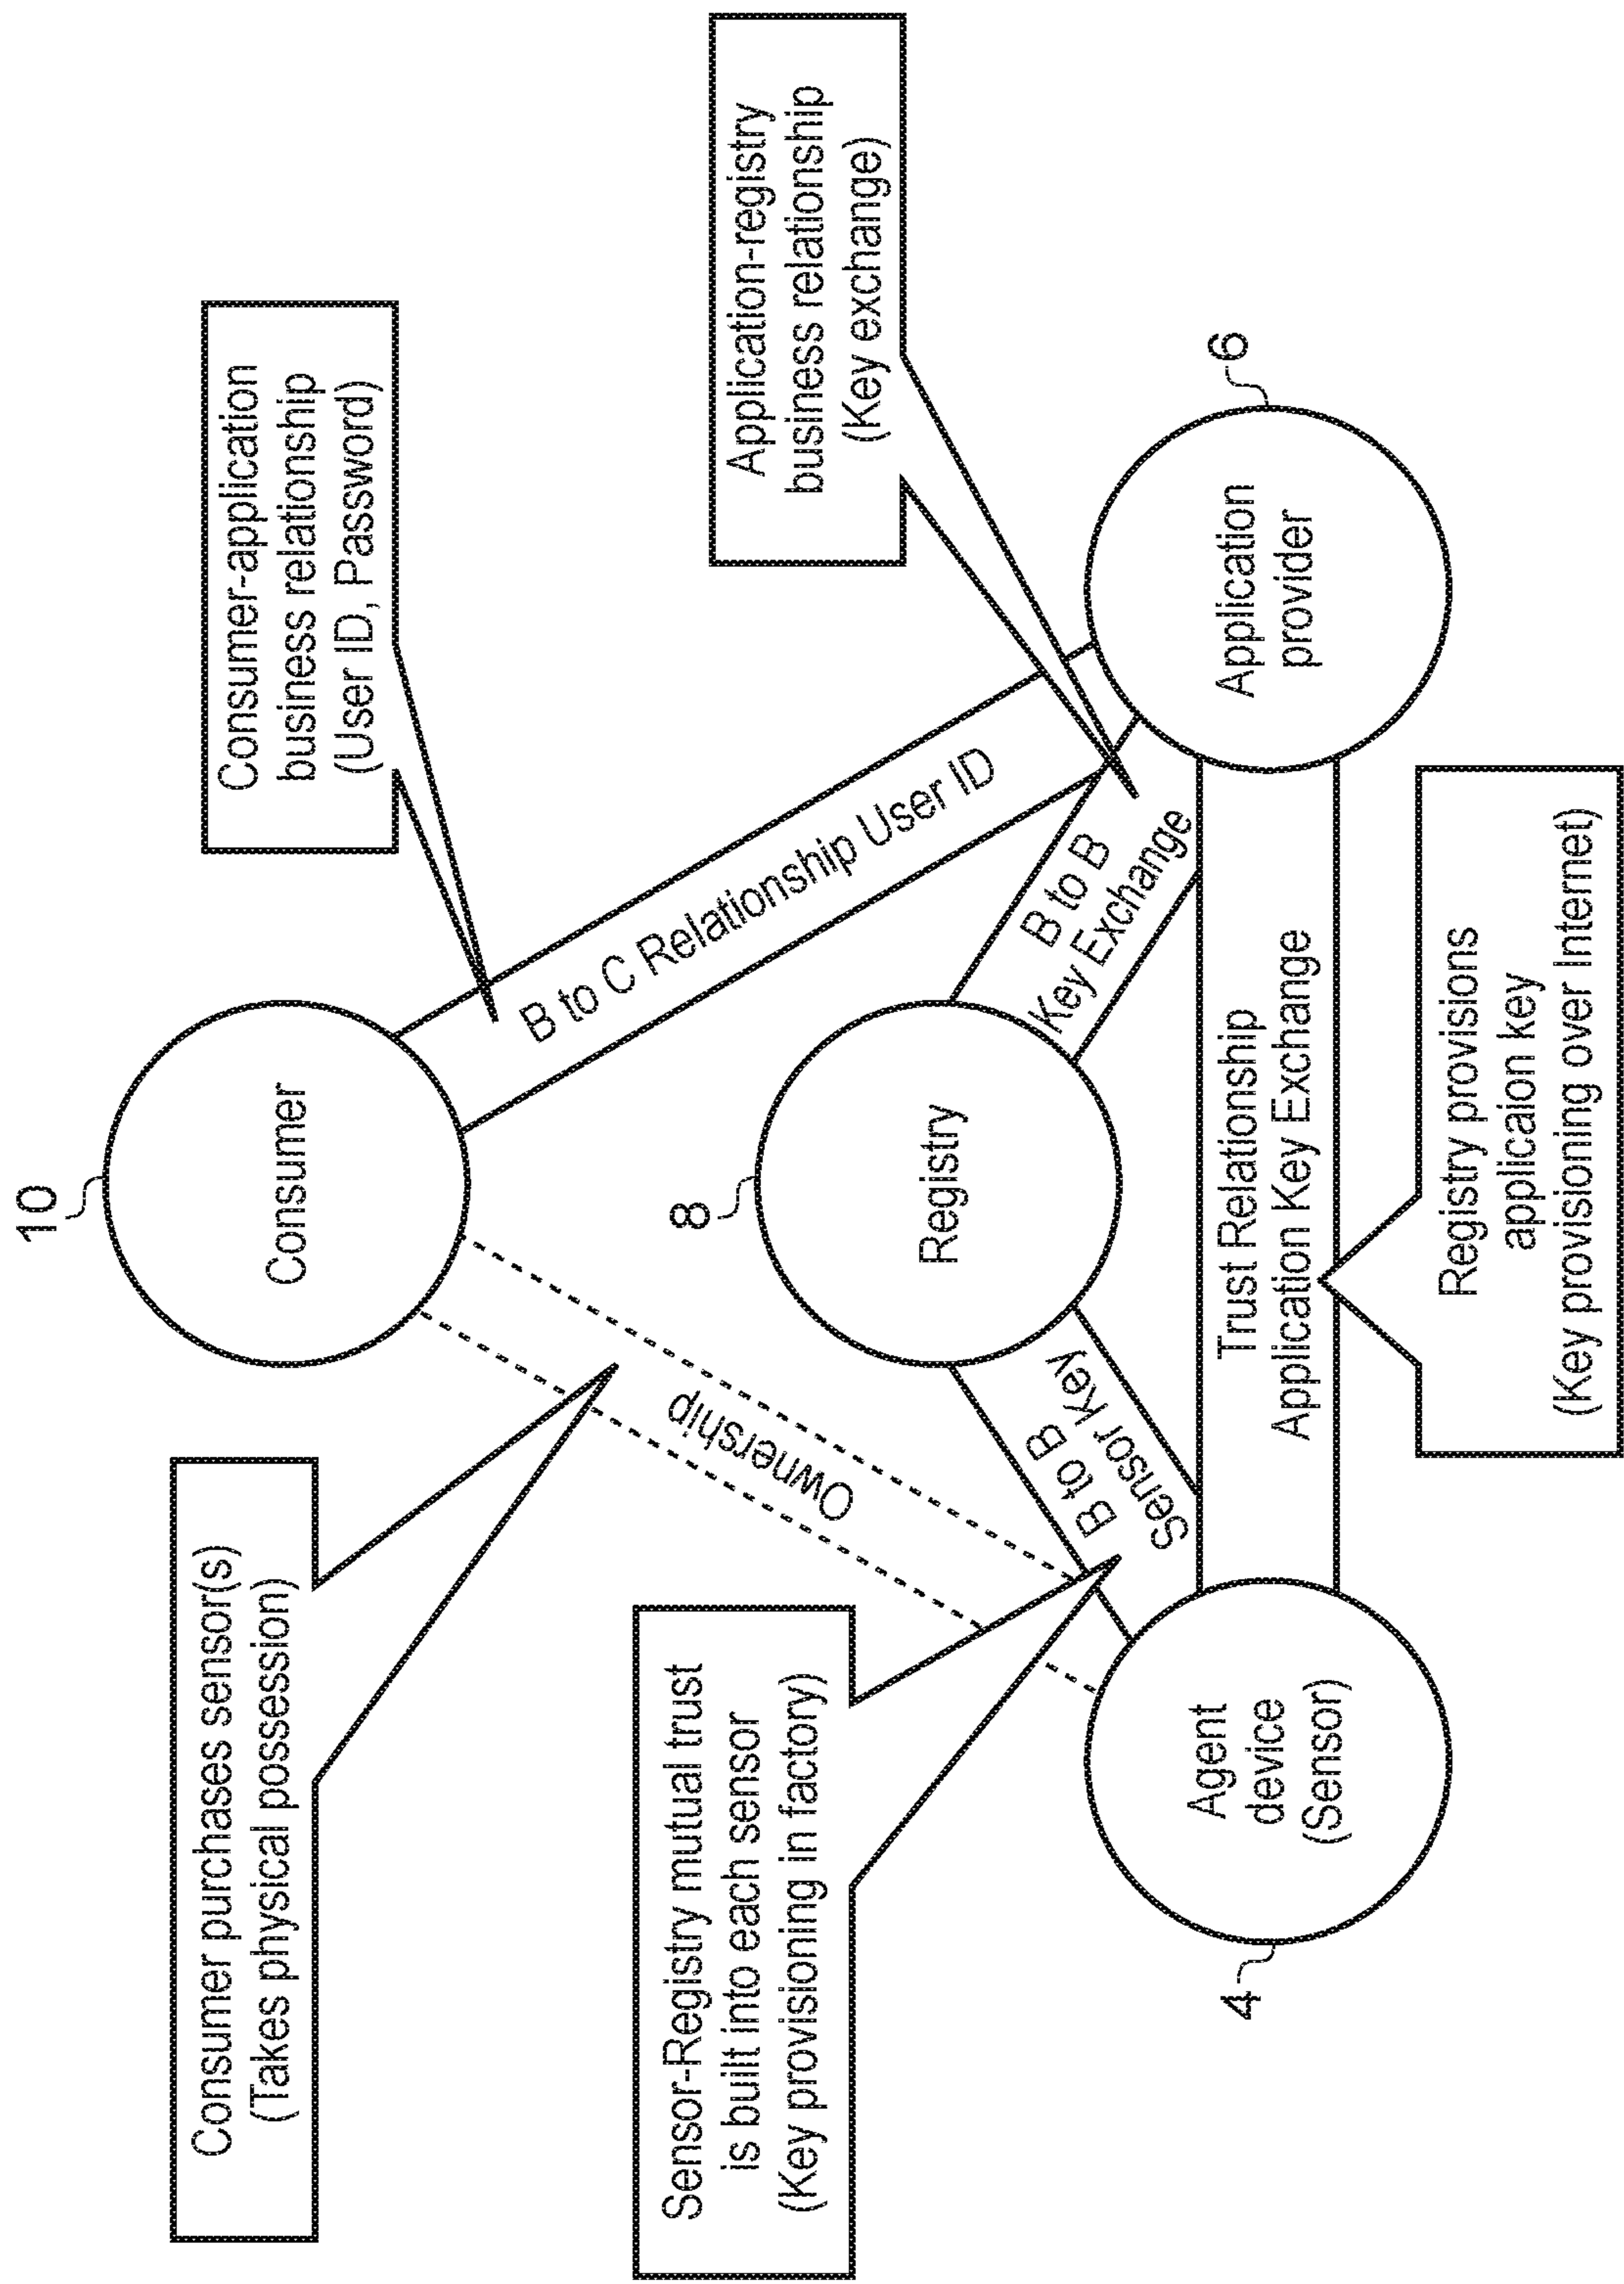 10
Consumer
Consumer-application
business relationship
(User ID, Password)
Consumer purchases sensor(s)
(Takes physical possession)
Ownership
B to C Relationship User ID
Application-registry
business relationship
(Key exchange)
8
Registry
Sensor-Registry mutual trust
is built into each sensor
(Key provisioning in factory)
B to B
Sensor Key
B to B
Key Exchange
4
Agent
device
(Sensor)
Trust Relationship
Application Key Exchange
Application
provider
6
Registry provisions
applicaion key
(Key provisioning over Internet)